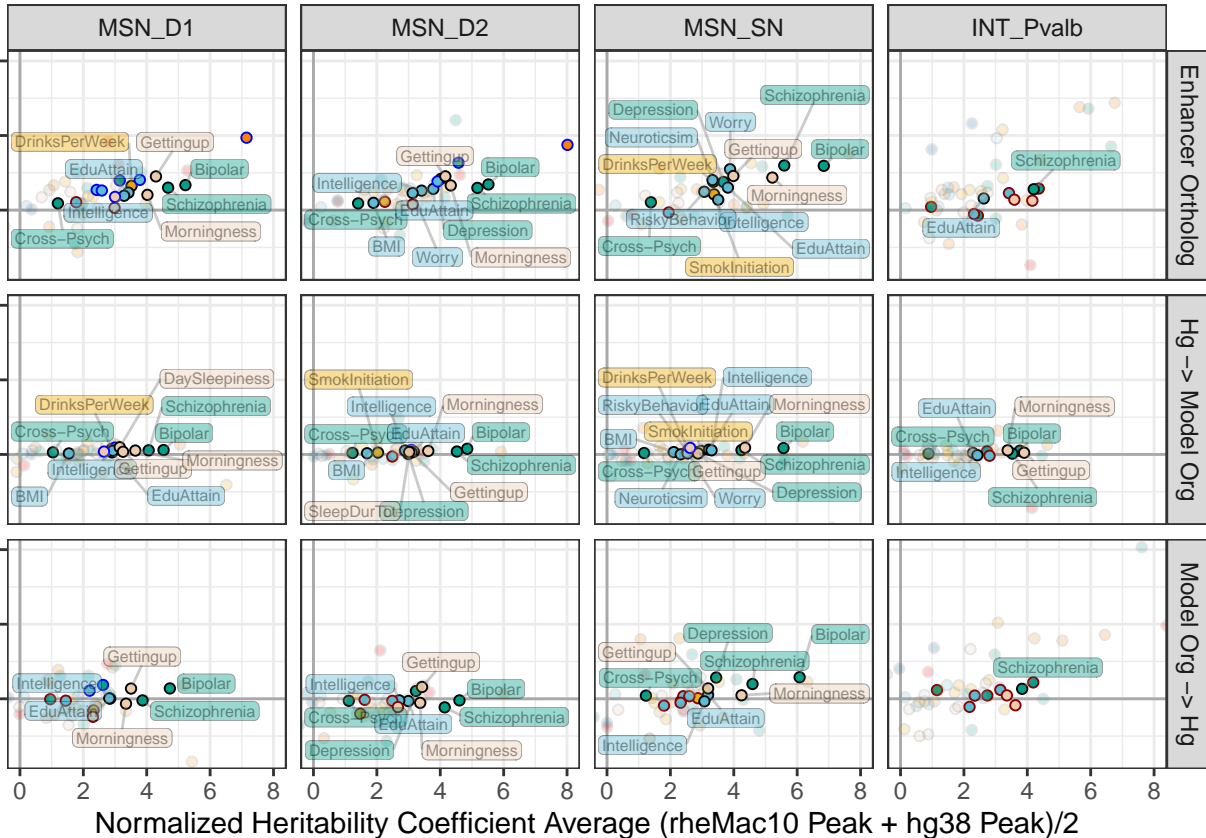 MSN_D1
MSN_D2
MSN_SN
INT_Pvalb
DrinksPerWeek
Gettingup
EduAttain
Bipolar
Intelligence
Schizophrenia
Cross−Psych
Morningness
Gettingup
Bipolar
Intelligence
Schizophrenia
Cross−Psych
EduAttain
Depression
BMI
Worry
Morningness
Schizophrenia
Depression
Worry
Neuroticsim
Gettingup
Bipolar
DrinksPerWeek
Morningness
RiskyBehavior
Intelligence
Cross−Psych
EduAttain
SmokInitiation
Schizophrenia
EduAttain
Enhancer Ortholog
DaySleepiness
DrinksPerWeek
Schizophrenia
Cross−Psych
Bipolar
Intelligence
Gettingup
Morningness
BMI
EduAttain
SmokInitiation
Intelligence
Morningness
Cross−Psych
EduAttain
Bipolar
BMI
Schizophrenia
Gettingup
SleepDurTot
Depression
DrinksPerWeek
Intelligence
RiskyBehavior
EduAttain
Morningness
BMI
SmokInitiation
Bipolar
Cross−Psych
Gettingup
Schizophrenia
Neuroticsim
Worry
Depression
EduAttain
Morningness
Cross−Psych
Bipolar
Intelligence
Gettingup
Schizophrenia
Hg −> Model Org
Gettingup
Intelligence
Bipolar
EduAttain
Schizophrenia
Morningness
Gettingup
Intelligence
Bipolar
Cross−Psych
EduAttain
Schizophrenia
Depression
Morningness
Depression
Bipolar
Gettingup
Schizophrenia
Cross−Psych
Morningness
EduAttain
Intelligence
Schizophrenia
Model Org −> Hg
0 2 4 6 8 0 2 4 6 8 0 2 4 6 8 0 2 4 6 8
Normalized Heritability Coefficient Average (rheMac10 Peak + hg38 Peak)/2